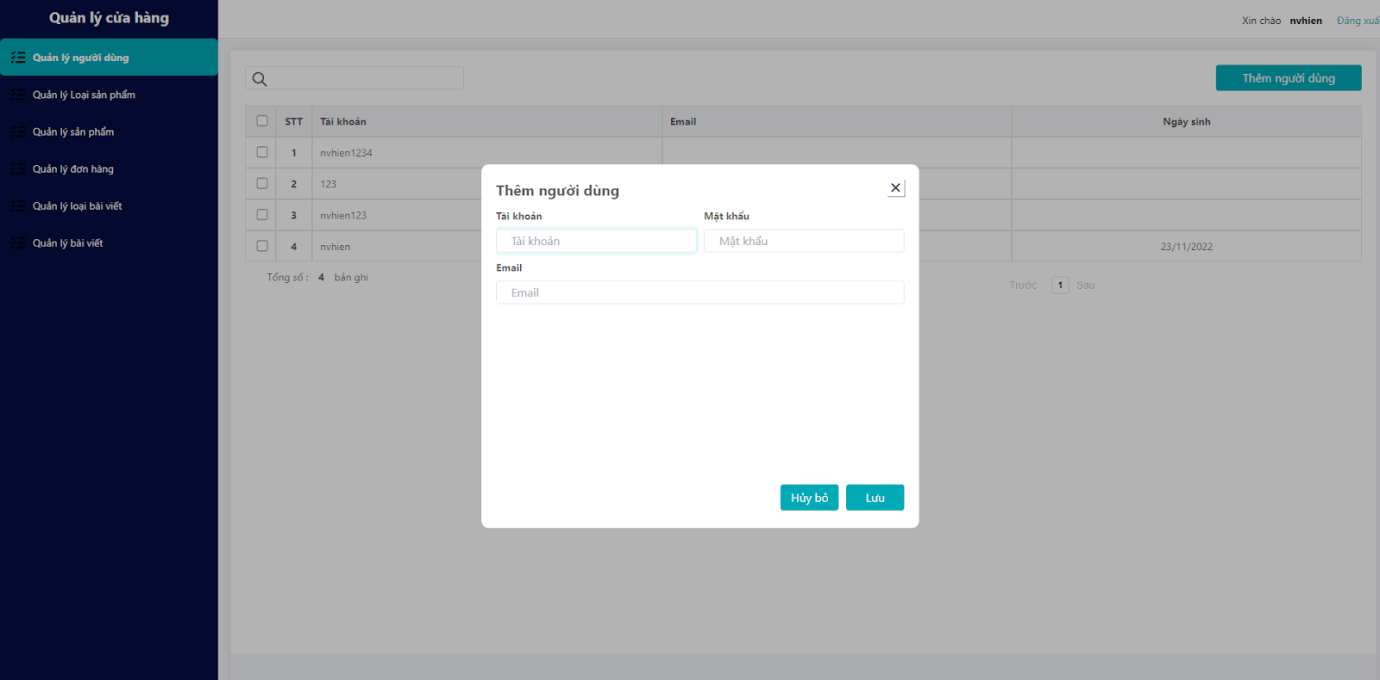 Quản lý cửa hàng
Xin chào nvhien Đăng xuấ
Quản lý người dùng
Quản lý Loại sản phẩm
Quản lý sản phẩm
Quản lý đơn hàng
Quản lý loại bài viết
Quản lý bài viết
Thêm người dùng
STT Tài khoản Email Ngày sinh
1 nvhien1234
2 123
3 nvhien123
4 nvhien 23/11/2022
Tổng số : 4 bản ghi
Trước 1 Sau
Thêm người dùng
Tài khoản Mật khẩu
Tài khoản Mật khẩu
Email
Email
Hủy bỏ Lưu